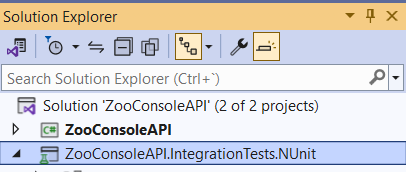 Solution Explorer
Search Solution Explorer (Ctrl+`)
Solution 'ZooConsoleAPI' (2 of 2 projects)
C# ZooConsoleAPI
ZooConsoleAPI.IntegrationTests.NUnit